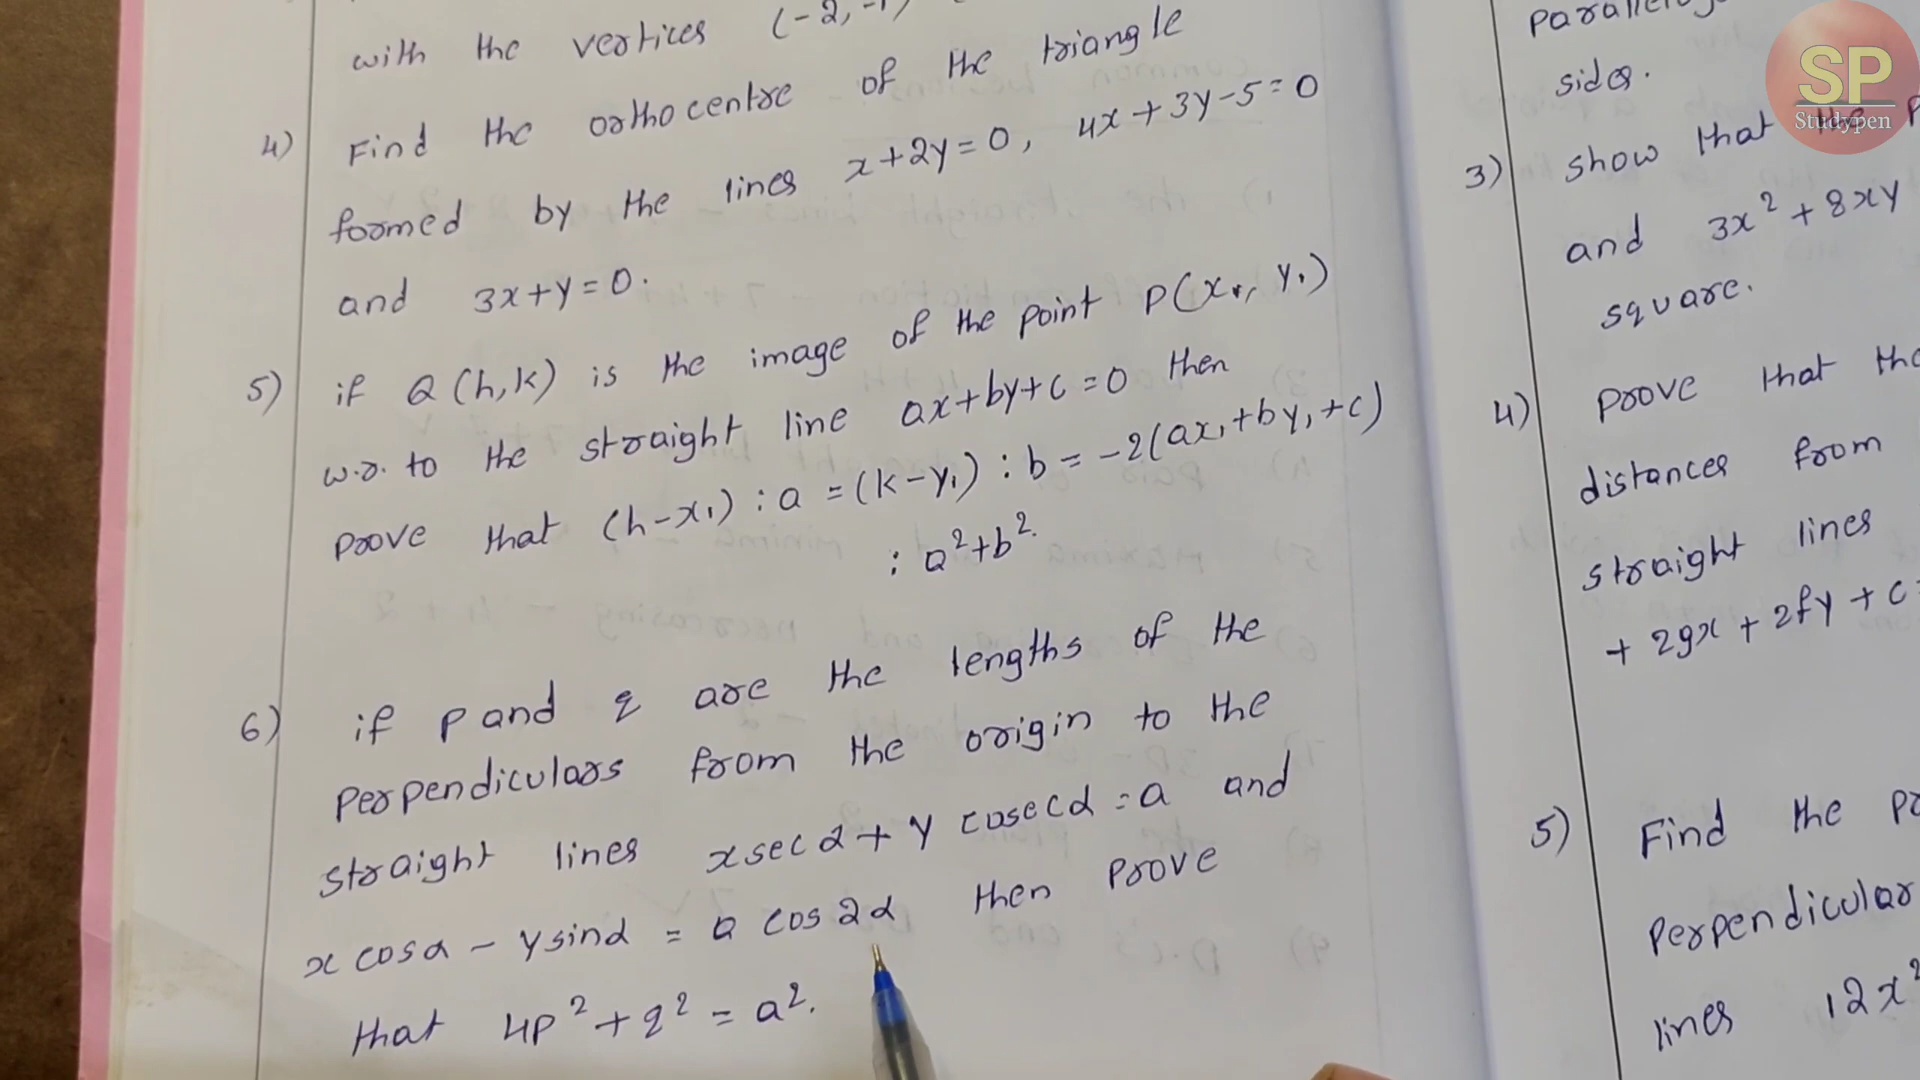 with the vertices (-2,-1)
4) Find the orthocentre of the triangle
formed by the lines x+2y=0, 4x+3y-5=0
and 3x+y=0.
5) if Q(h,k) is the image of the point P(x1, y1)
w.r. to the straight line ax+by+c=0 then
prove that (h-x1) : a = (k-y1) : b = -2(ax1+by1+c)
: a²+b².
6) if p and q are the lengths of the
perpendiculars from the origin to the
straight lines x sec α + y cosec α = a and
x cos α - y sin α = a cos 2α then prove
that 4p² + q² = a².
sides.
3) show that the
and 3x² + 8xy
square.
4) prove that the
distances from
straight lines
+ 2gx + 2fy + c
5) Find the
perpendicular
lines 12x²
SP
Studypen